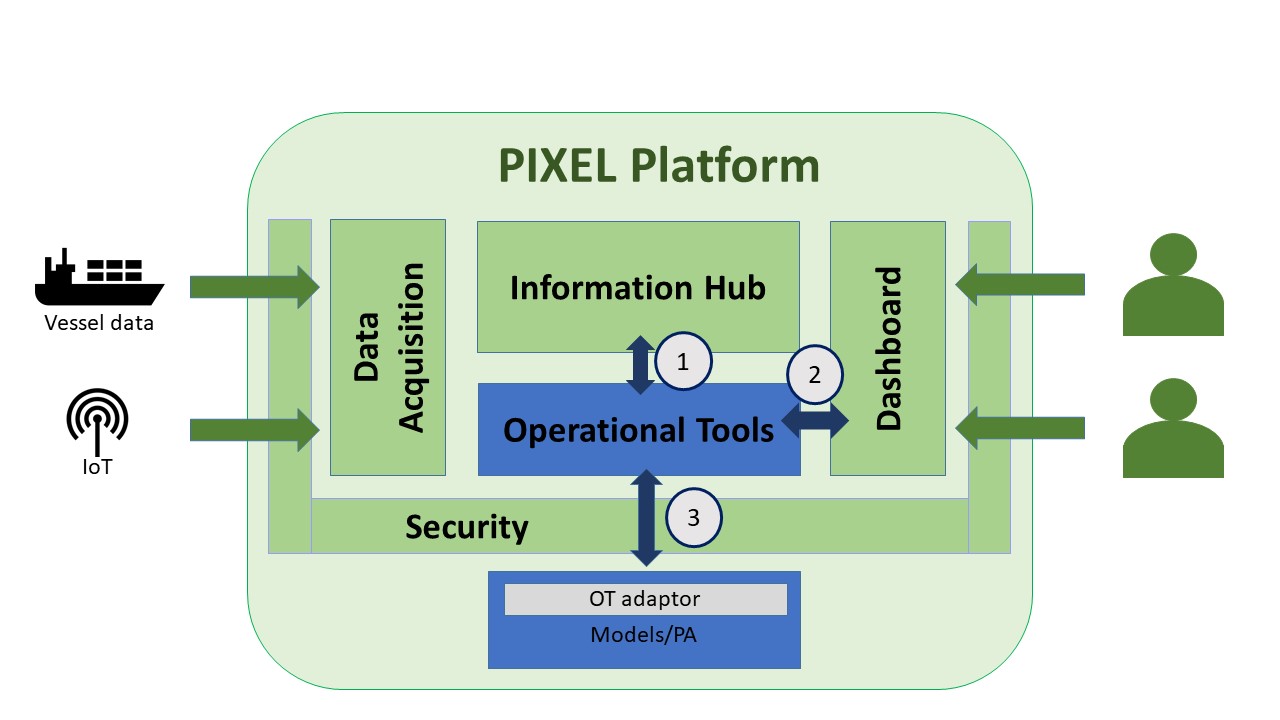 PIXEL Platform
Vessel data
IoT
Data
Acquisition
Information Hub
1
2
Operational Tools
Dashboard
Security
3
OT adaptor
Models/PA